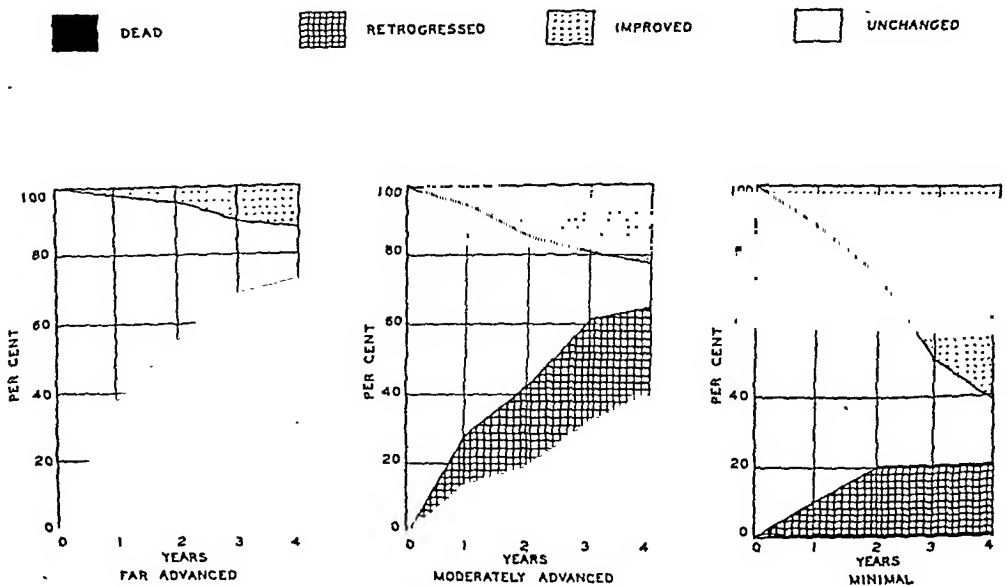 DEAD RETROGRESSED IMPROVED UNCHANGED
100
80
60
40
20
0
PER CENT
0 1 2 3 4
YEARS
FAR ADVANCED
100
80
60
40
20
0
PER CENT
0 1 2 3 4
YEARS
MODERATELY ADVANCED
100
40
20
0
PER CENT
0 1 2 3 4
YEARS
MINIMAL